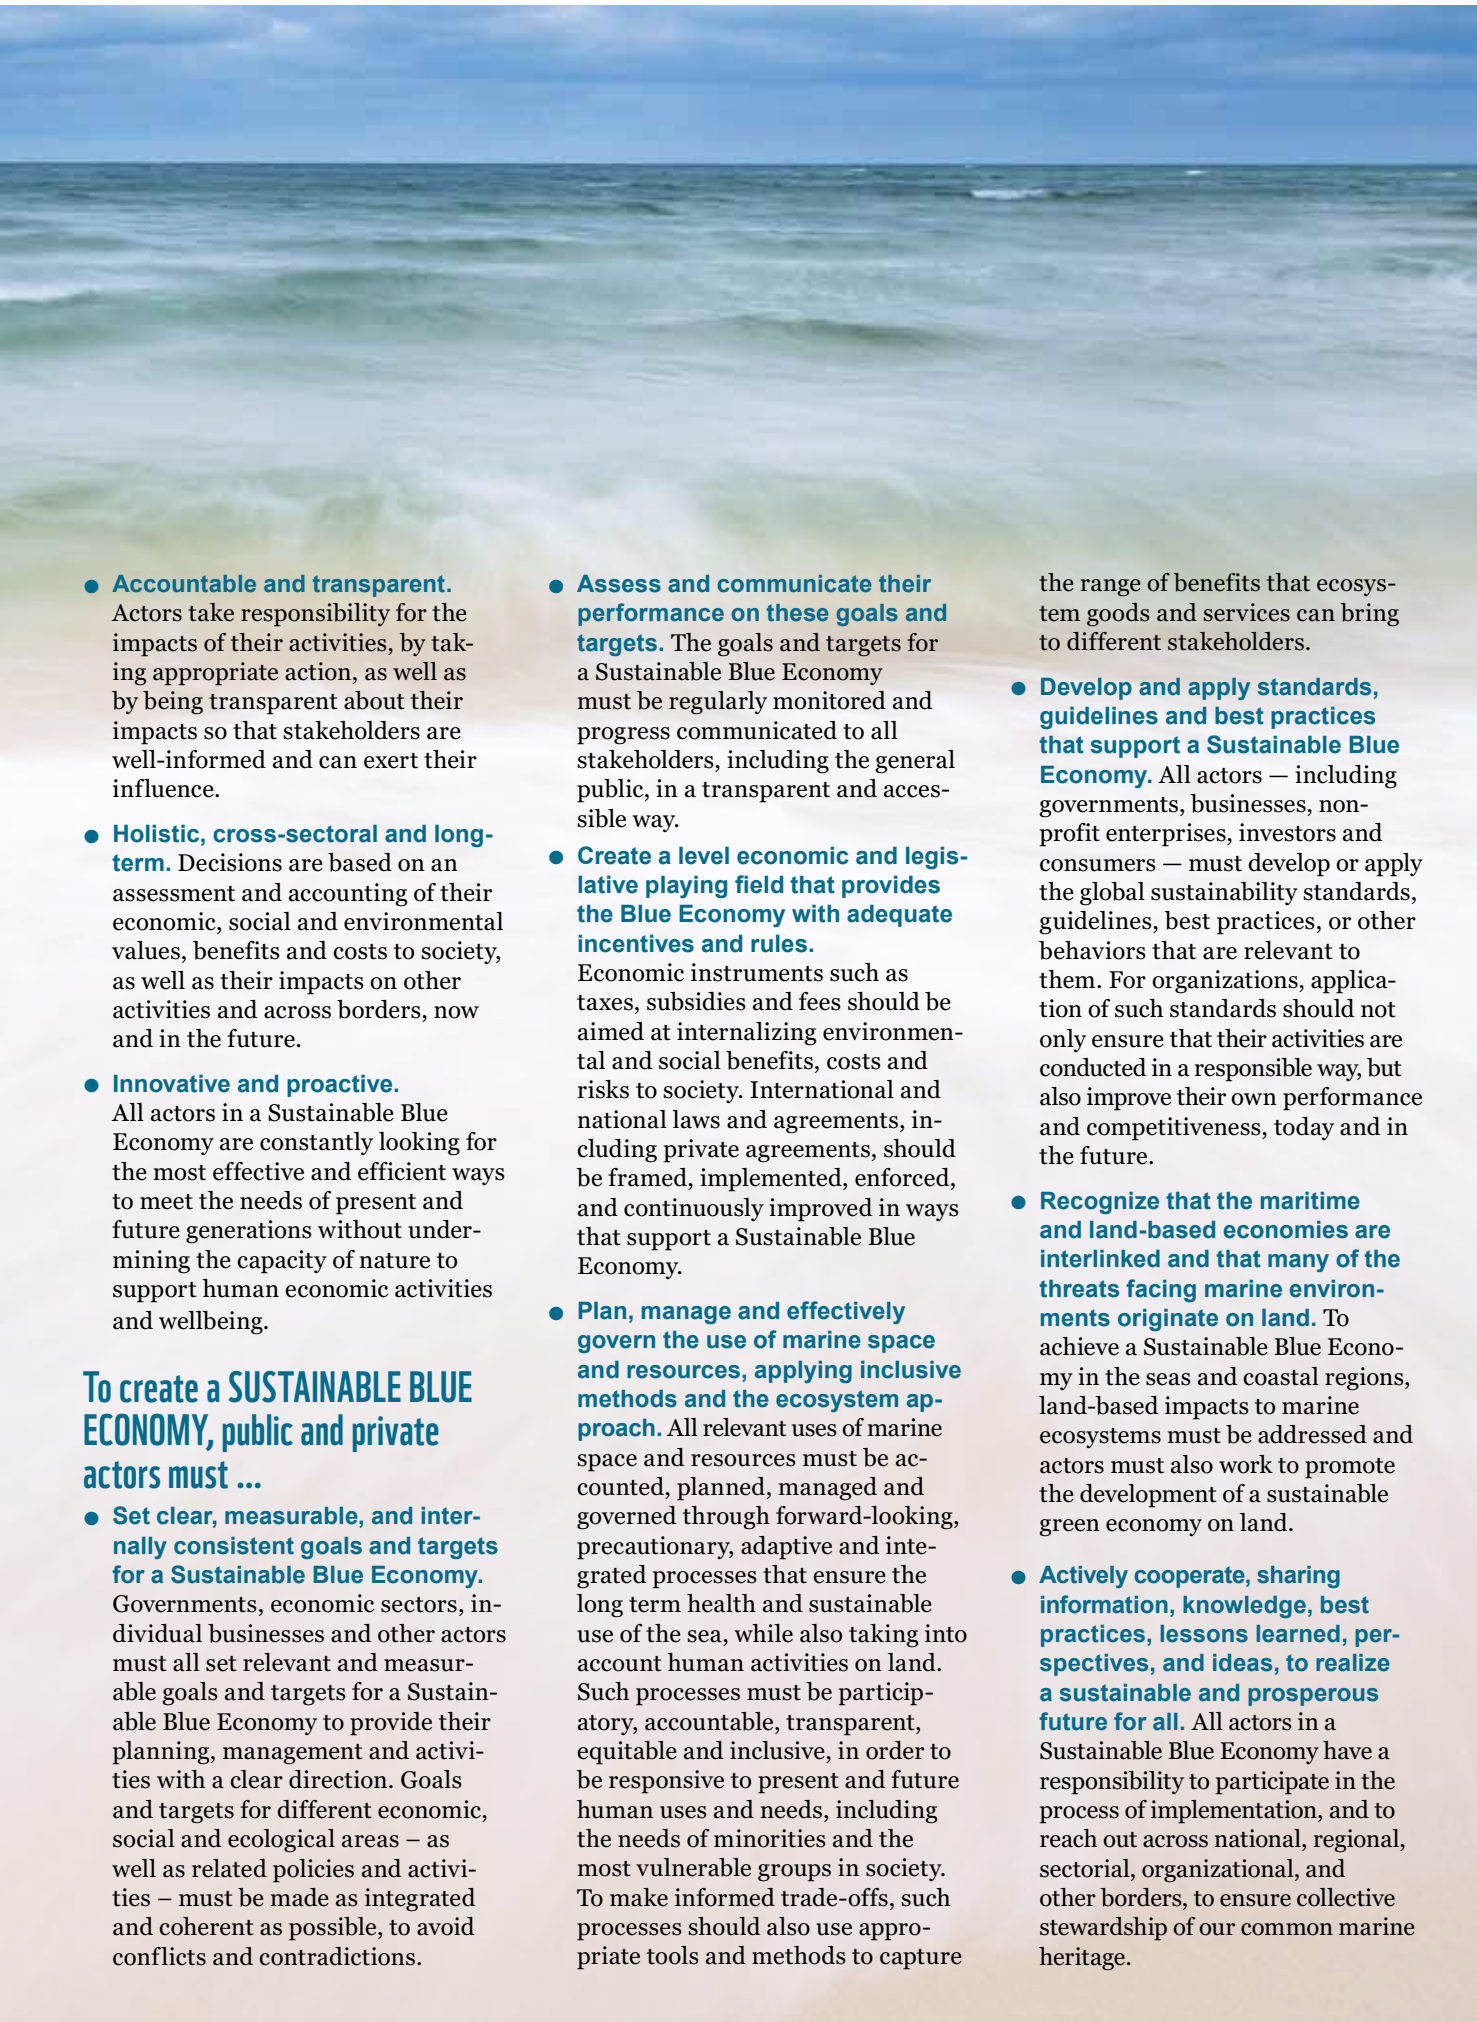 ● Accountable and transparent.
Actors take responsibility for the
impacts of their activities, by tak-
ing appropriate action, as well as
by being transparent about their
impacts so that stakeholders are
well-informed and can exert their
influence.
● Holistic, cross-sectoral and long-
term. Decisions are based on an
assessment and accounting of their
economic, social and environmental
values, benefits and costs to society,
as well as their impacts on other
activities and across borders, now
and in the future.
● Innovative and proactive.
All actors in a Sustainable Blue
Economy are constantly looking for
the most effective and efficient ways
to meet the needs of present and
future generations without under-
mining the capacity of nature to
support human economic activities
and wellbeing.
To create a SUSTAINABLE BLUE
ECONOMY, public and private
actors must ...
● Set clear, measurable, and inter-
nally consistent goals and targets
for a Sustainable Blue Economy.
Governments, economic sectors, in-
dividual businesses and other actors
must all set relevant and measur-
able goals and targets for a Sustain-
able Blue Economy to provide their
planning, management and activi-
ties with a clear direction. Goals
and targets for different economic,
social and ecological areas – as
well as related policies and activi-
ties – must be made as integrated
and coherent as possible, to avoid
conflicts and contradictions.
● Assess and communicate their
performance on these goals and
targets. The goals and targets for
a Sustainable Blue Economy
must be regularly monitored and
progress communicated to all
stakeholders, including the general
public, in a transparent and acces-
sible way.
● Create a level economic and legis-
lative playing field that provides
the Blue Economy with adequate
incentives and rules.
Economic instruments such as
taxes, subsidies and fees should be
aimed at internalizing environmen-
tal and social benefits, costs and
risks to society. International and
national laws and agreements, in-
cluding private agreements, should
be framed, implemented, enforced,
and continuously improved in ways
that support a Sustainable Blue
Economy.
● Plan, manage and effectively
govern the use of marine space
and resources, applying inclusive
methods and the ecosystem ap-
proach. All relevant uses of marine
space and resources must be ac-
counted, planned, managed and
governed through forward-looking,
precautionary, adaptive and inte-
grated processes that ensure the
long term health and sustainable
use of the sea, while also taking into
account human activities on land.
Such processes must be particip-
atory, accountable, transparent,
equitable and inclusive, in order to
be responsive to present and future
human uses and needs, including
the needs of minorities and the
most vulnerable groups in society.
To make informed trade-offs, such
processes should also use appro-
priate tools and methods to capture
the range of benefits that ecosys-
tem goods and services can bring
to different stakeholders.
● Develop and apply standards,
guidelines and best practices
that support a Sustainable Blue
Economy. All actors — including
governments, businesses, non-
profit enterprises, investors and
consumers — must develop or apply
the global sustainability standards,
guidelines, best practices, or other
behaviors that are relevant to
them. For organizations, applica-
tion of such standards should not
only ensure that their activities are
conducted in a responsible way, but
also improve their own performance
and competitiveness, today and in
the future.
● Recognize that the maritime
and land-based economies are
interlinked and that many of the
threats facing marine environ-
ments originate on land. To
achieve a Sustainable Blue Econo-
my in the seas and coastal regions,
land-based impacts to marine
ecosystems must be addressed and
actors must also work to promote
the development of a sustainable
green economy on land.
● Actively cooperate, sharing
information, knowledge, best
practices, lessons learned, per-
spectives, and ideas, to realize
a sustainable and prosperous
future for all. All actors in a
Sustainable Blue Economy have a
responsibility to participate in the
process of implementation, and to
reach out across national, regional,
sectorial, organizational, and
other borders, to ensure collective
stewardship of our common marine
heritage.